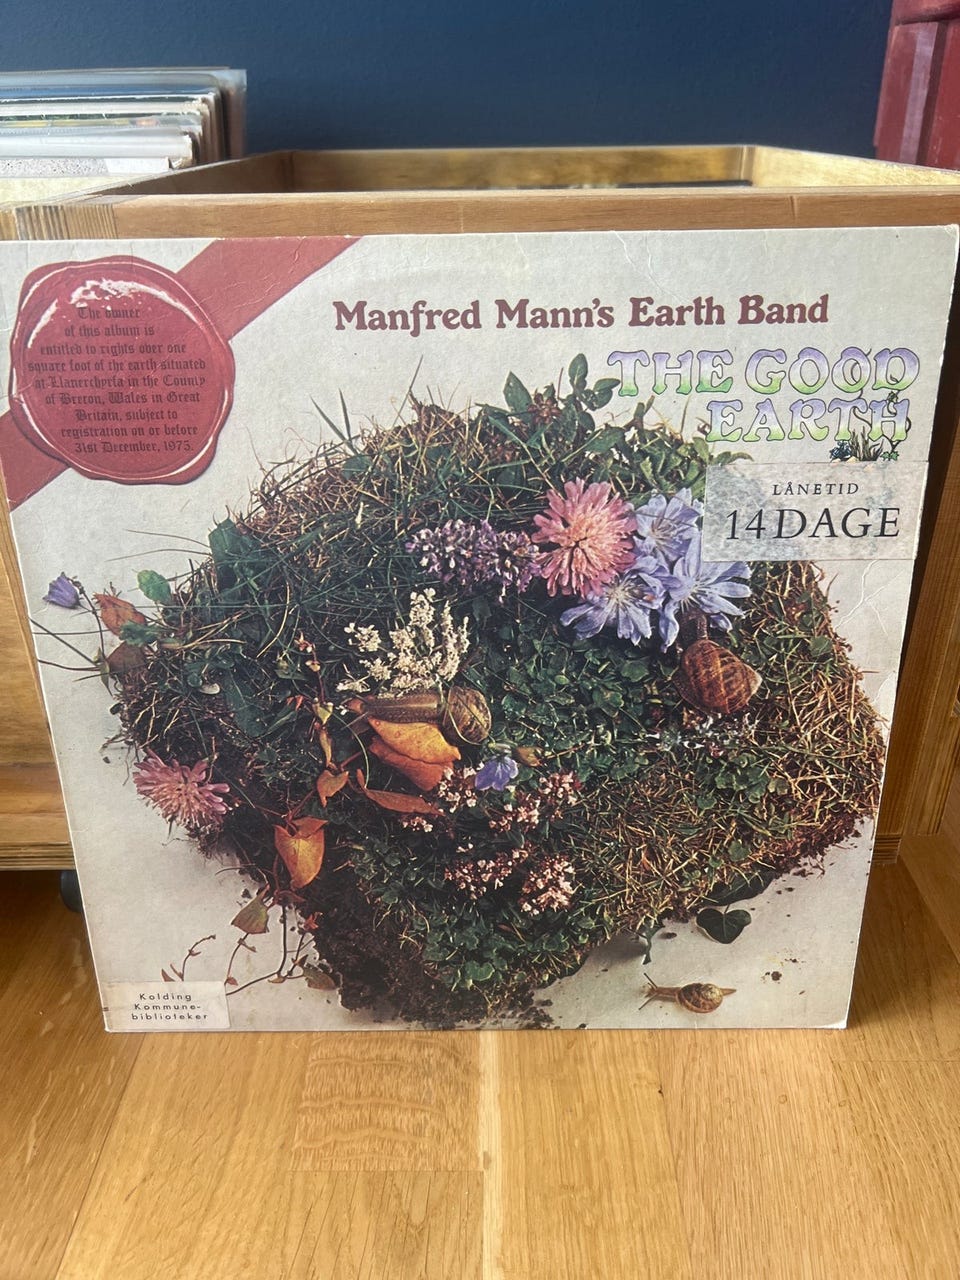 Manfred Mann's Earth Band
THE GOOD
EARTH
The owner
of this album is
entitled to rights over one
square foot of the earth situated
at Llanerchyrfa in the County
of Brecon, Wales in Great
Britain, subject to
registration on or before
31st December, 1975.
LÅNETID
14 DAGE
Kolding
Kommune-
biblioteker